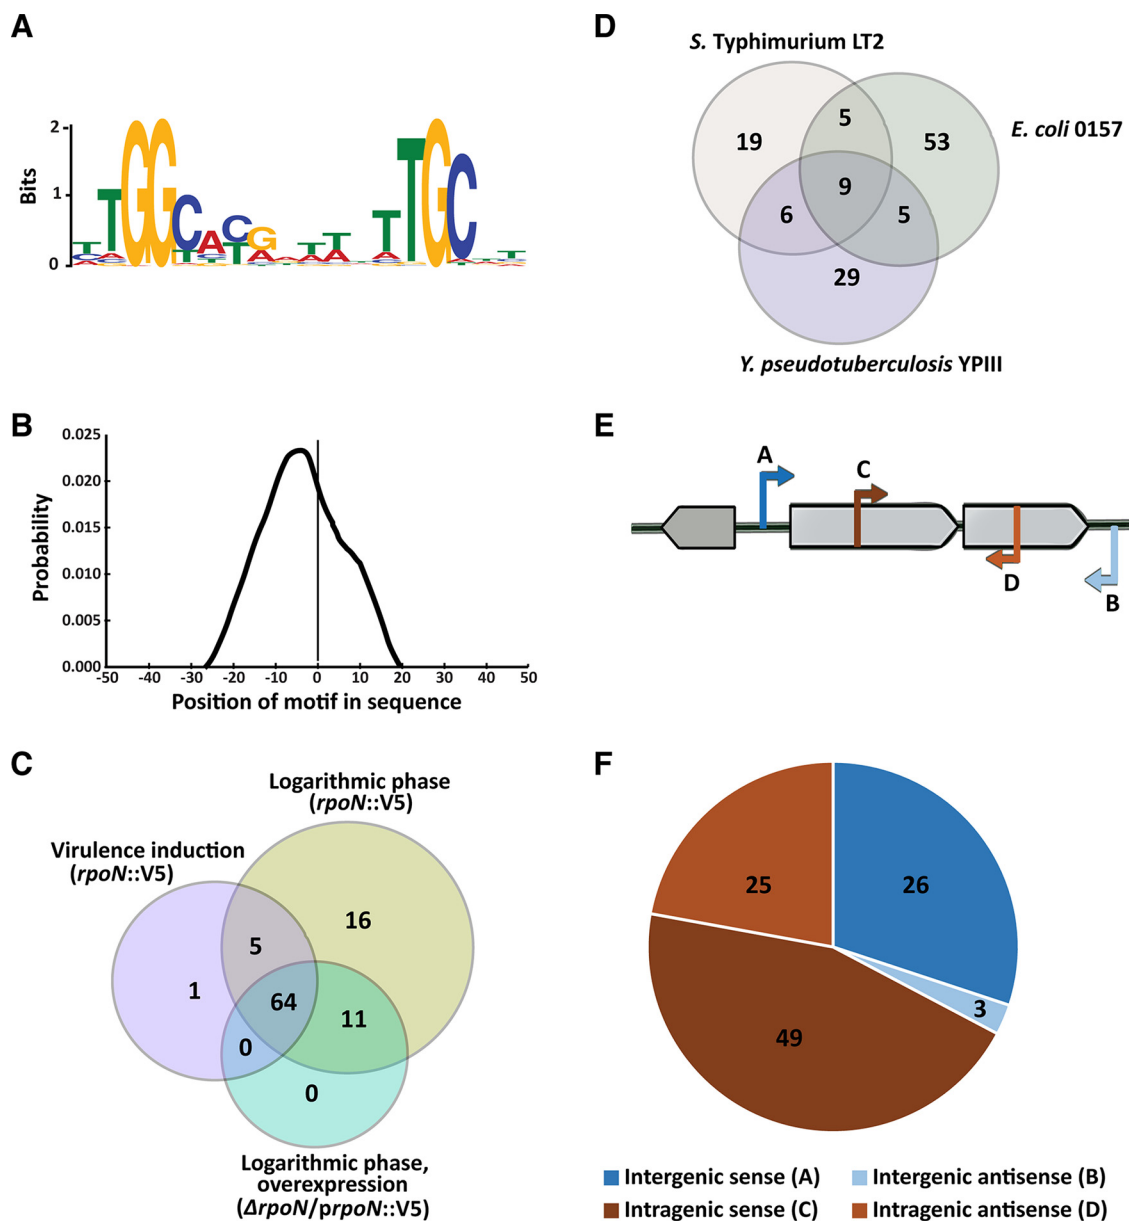 A
Bits
2
1
0
TGGCACG TT TTGC
B
Probability
0.025
0.020
0.015
0.010
0.005
0.000
-50 -40 -30 -20 -10 0 10 20 30 40 50
Position of motif in sequence
C
Logarithmic phase
(rpoN::V5)
Virulence induction
(rpoN::V5)
16
5
1
64
11
0
0
Logarithmic phase,
overexpression
(ΔrpoN/prpoN::V5)
D
S. Typhimurium LT2
E. coli 0157
5
19
53
9
6
5
29
Y. pseudotuberculosis YPIII
E
A
C
D
B
F
25
26
3
49
Intergenic sense (A)
Intergenic antisense (B)
Intragenic sense (C)
Intragenic antisense (D)